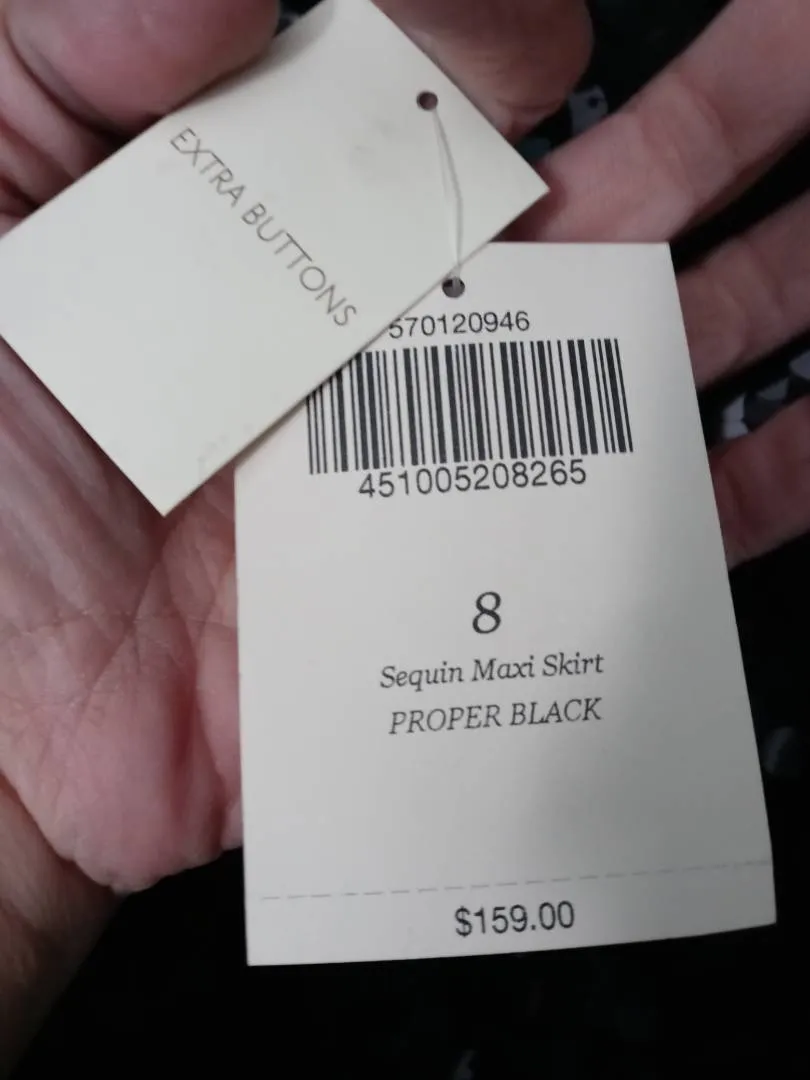 EXTRA BUTTONS
570120946
451005208265
8
Sequin Maxi Skirt
PROPER BLACK
$159.00